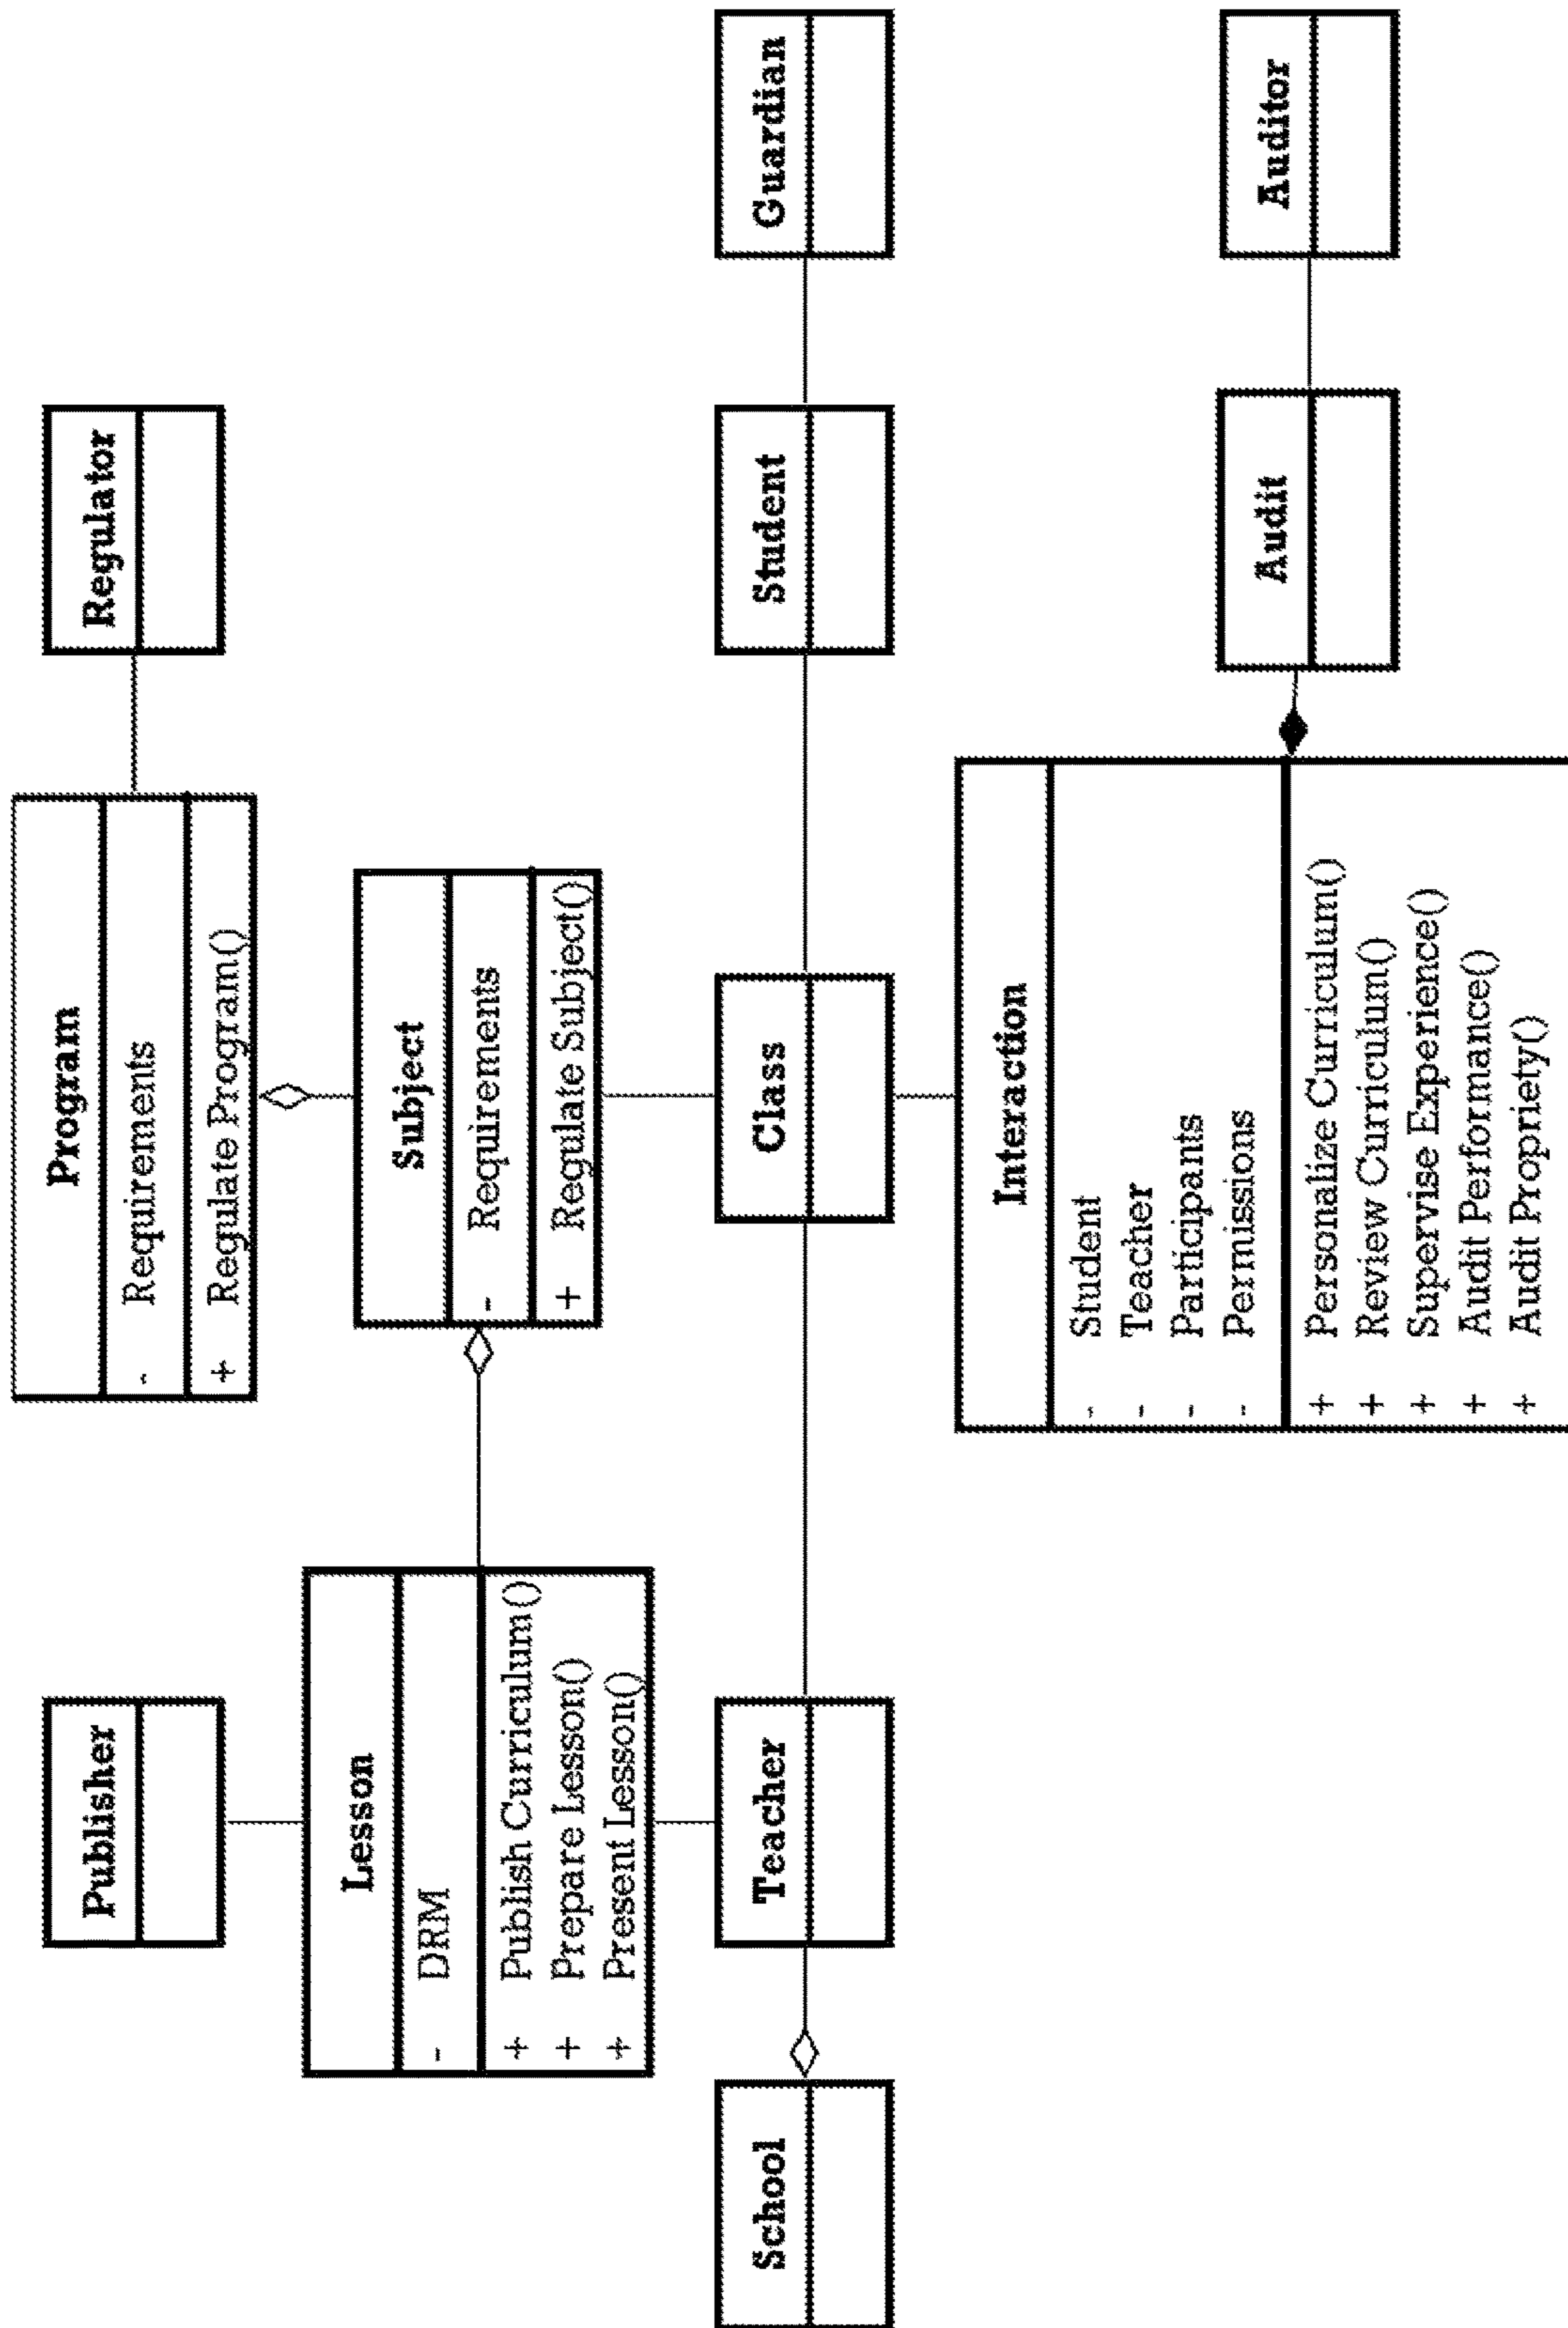 Publisher
Program
- Requirements
+ Regulate Program()
Regulator
Lesson
- DRM
+ Publish Curriculum()
+ Prepare Lesson()
+ Present Lesson()
Subject
- Requirements
+ Regulate Subject()
School
Teacher
Class
Student
Guardian
Interaction
- Student
- Teacher
- Participants
- Permissions
+ Personalize Curriculum()
+ Review Curriculum()
+ Supervise Experience()
+ Audit Performance()
+ Audit Propriety()
Audit
Auditor